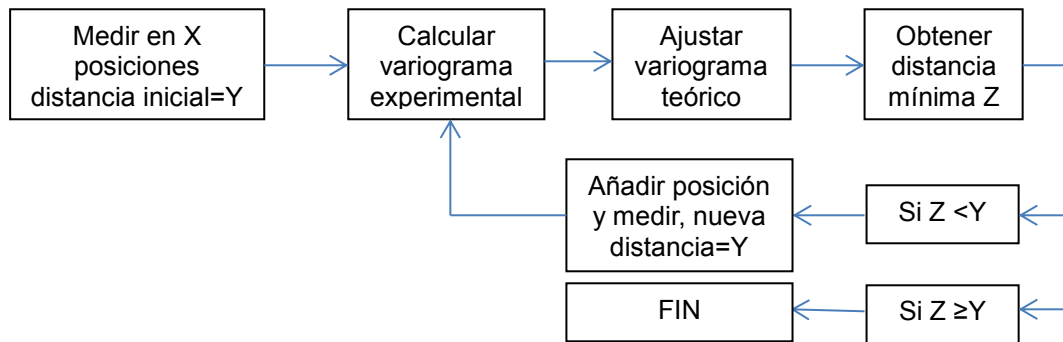 Medir en X
posiciones
distancia inicial=Y
Calcular
variograma
experimental
Ajustar
variograma
teórico
Obtener
distancia
mínima Z
Añadir posición
y medir, nueva
distancia=Y
Si Z <Y
FIN
Si Z ≥Y